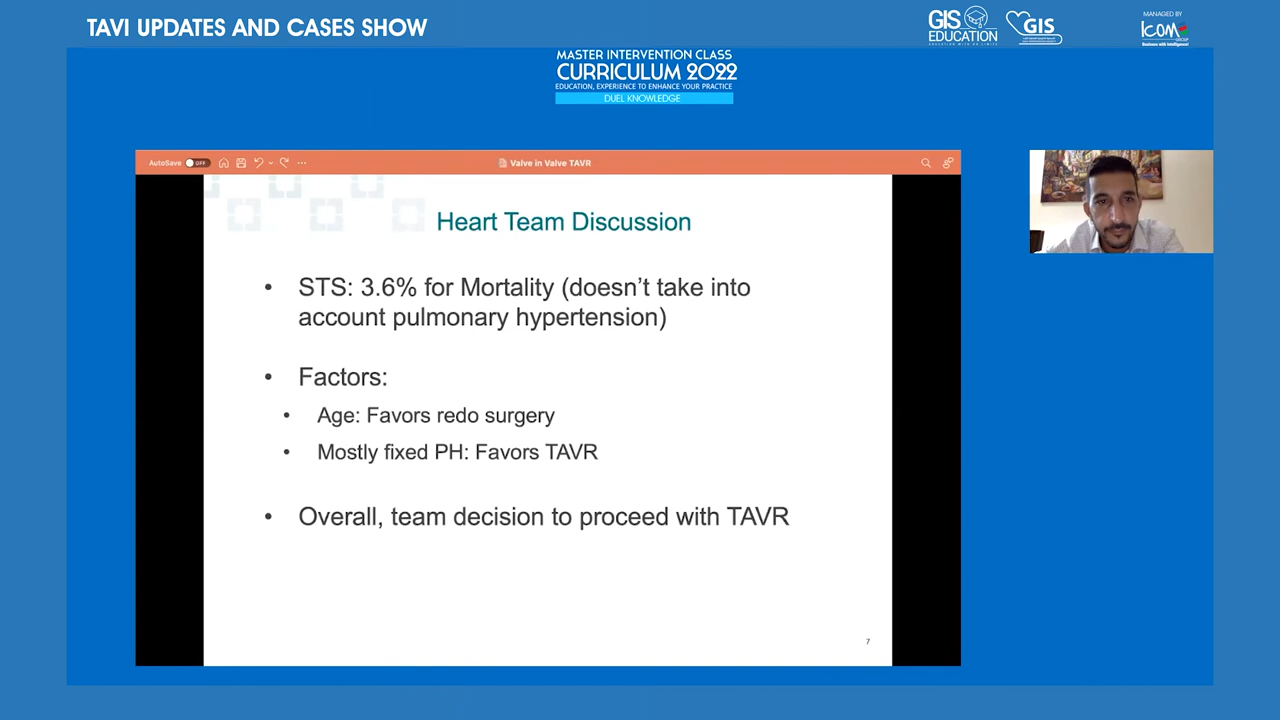 TAVI UPDATES AND CASES SHOW
GIS
EDUCATION
GIS
MANAGED BY
ICOM
GROUP
Business with Intelligence!
MASTER INTERVENTION CLASS
CURRICULUM 2022
EDUCATION, EXPERIENCE TO ENHANCE YOUR PRACTICE
DUEL KNOWLEDGE
AutoSave OFF
Valve in Valve TAVR
Heart Team Discussion
• STS: 3.6% for Mortality (doesn't take into
account pulmonary hypertension)
• Factors:
• Age: Favors redo surgery
• Mostly fixed PH: Favors TAVR
• Overall, team decision to proceed with TAVR
7